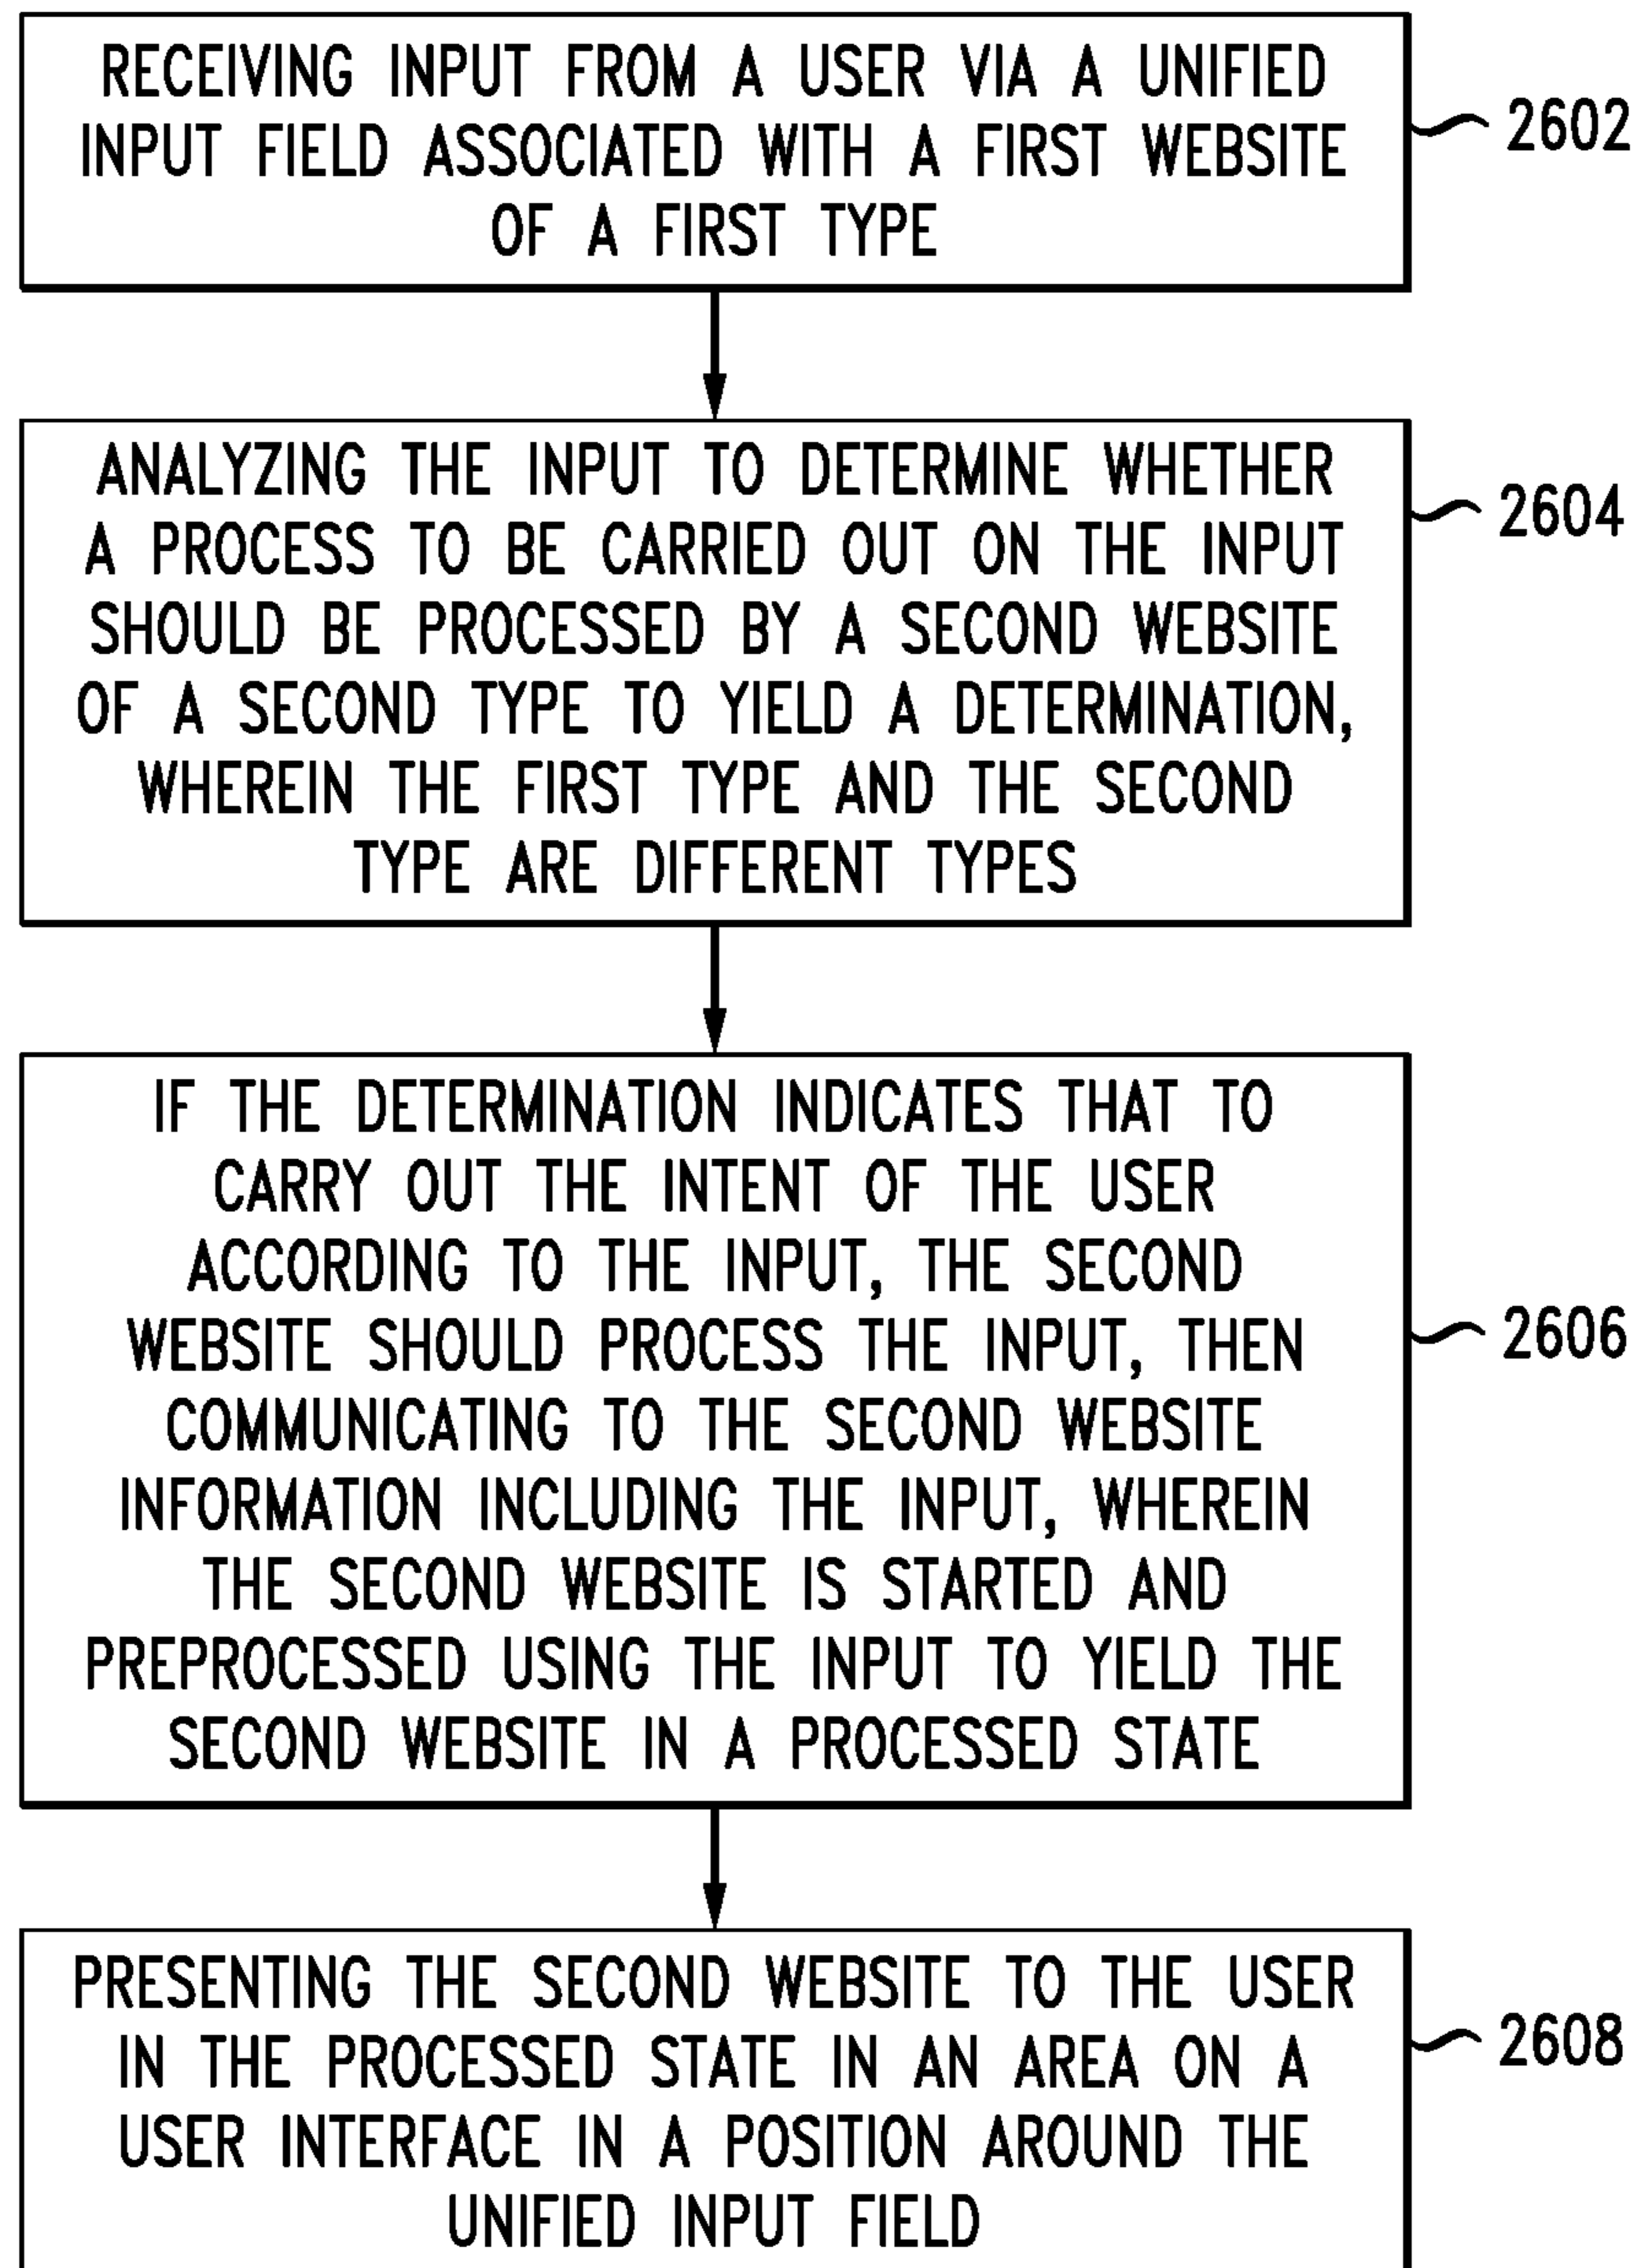 RECEIVING INPUT FROM A USER VIA A UNIFIED
INPUT FIELD ASSOCIATED WITH A FIRST WEBSITE
OF A FIRST TYPE
2602
ANALYZING THE INPUT TO DETERMINE WHETHER
A PROCESS TO BE CARRIED OUT ON THE INPUT
SHOULD BE PROCESSED BY A SECOND WEBSITE
OF A SECOND TYPE TO YIELD A DETERMINATION,
WHEREIN THE FIRST TYPE AND THE SECOND
TYPE ARE DIFFERENT TYPES
2604
IF THE DETERMINATION INDICATES THAT TO
CARRY OUT THE INTENT OF THE USER
ACCORDING TO THE INPUT, THE SECOND
WEBSITE SHOULD PROCESS THE INPUT, THEN
COMMUNICATING TO THE SECOND WEBSITE
INFORMATION INCLUDING THE INPUT, WHEREIN
THE SECOND WEBSITE IS STARTED AND
PREPROCESSED USING THE INPUT TO YIELD THE
SECOND WEBSITE IN A PROCESSED STATE
2606
PRESENTING THE SECOND WEBSITE TO THE USER
IN THE PROCESSED STATE IN AN AREA ON A
USER INTERFACE IN A POSITION AROUND THE
UNIFIED INPUT FIELD
2608